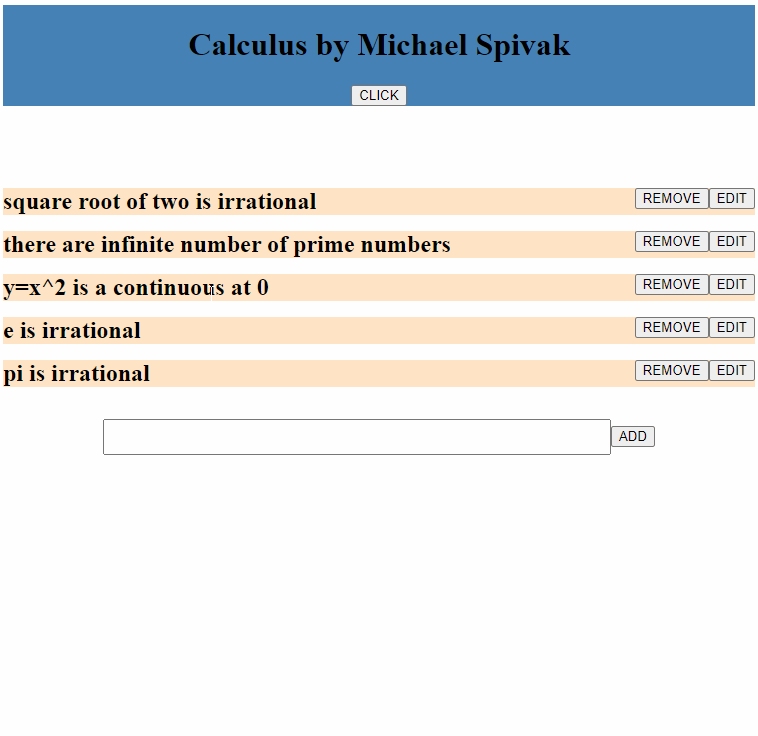 Calculus by Michael Spivak
CLICK
square root of two is irrational REMOVE EDIT
there are infinite number of prime numbers REMOVE EDIT
y=x^2 is a continuous at 0 REMOVE EDIT
e is irrational REMOVE EDIT
pi is irrational REMOVE EDIT
ADD